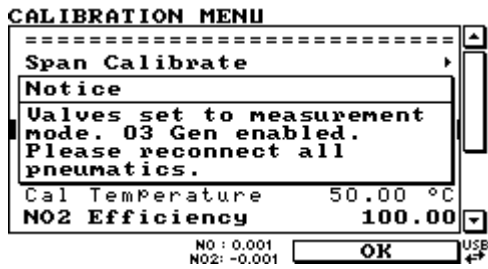 CALIBRATION MENU
============================
Span Calibrate
Notice
Valves set to measurement
mode. O3 Gen enabled.
Please reconnect all
pneumatics.
Cal Temperature 50.00 °C
NO2 Efficiency 100.00
NO : 0.001
NO2: -0.001
OK
USB